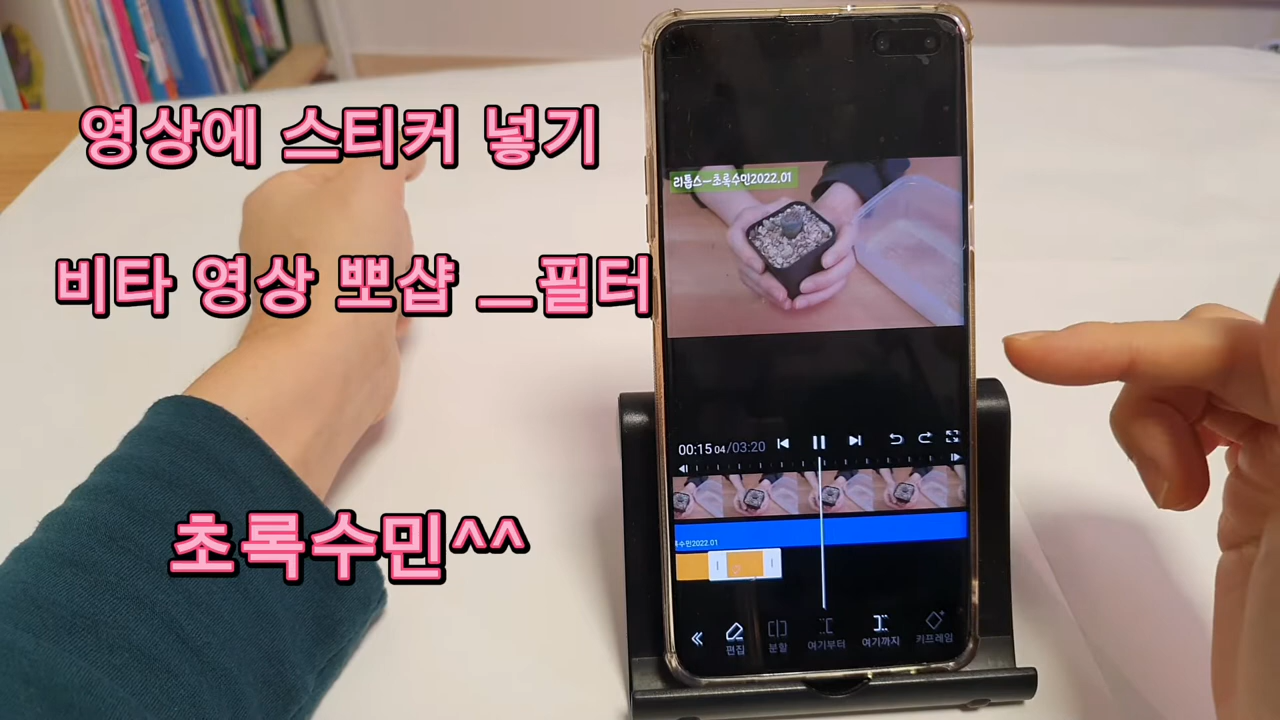 영상에 스티커 넣기
비타 영상 뽀샵 ㅡ필터
초록수민^^
리톱스ㅡ초록수민2022.01
00:15 04/03:20
록수민2022.01
편집
분할
여기부터
여기까지
키프레임